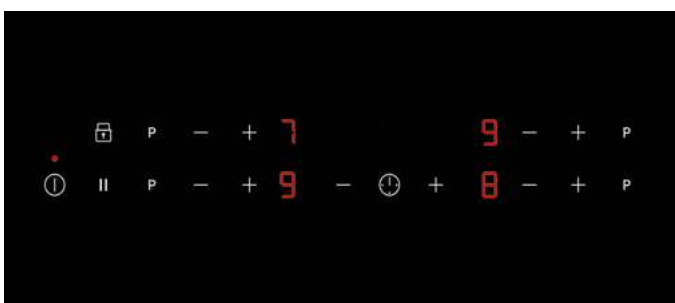 P − + 7 9 − + P
P − + 9 − + 8 − + P